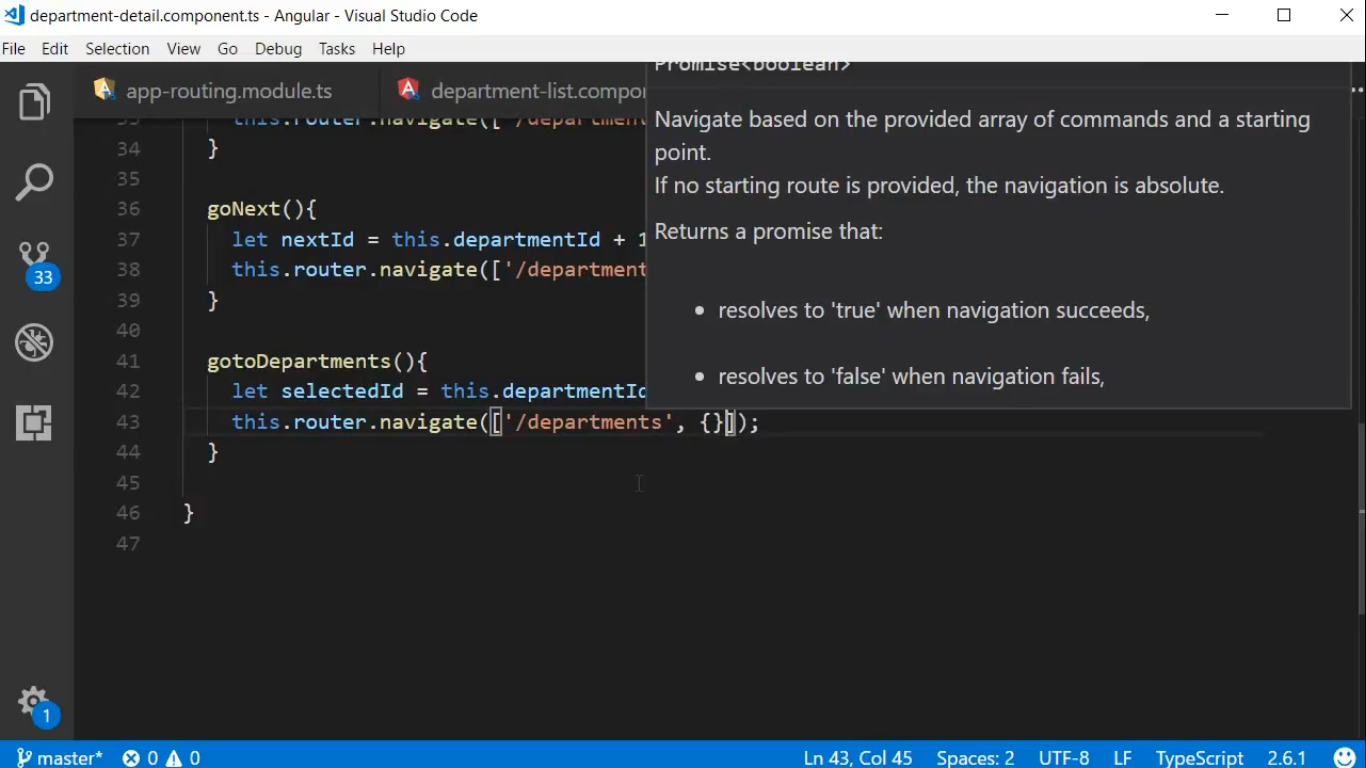 department-detail.component.ts - Angular - Visual Studio Code
File Edit Selection View Go Debug Tasks Help
app-routing.module.ts department-list.compo
Promise<boolean>
Navigate based on the provided array of commands and a starting
point.
If no starting route is provided, the navigation is absolute.
Returns a promise that:
• resolves to 'true' when navigation succeeds,
• resolves to 'false' when navigation fails,
33 this.router.navigate(['/department
34 }
35
36 goNext(){
37 let nextId = this.departmentId + 1
38 this.router.navigate(['/department
39 }
40
41 gotoDepartments(){
42 let selectedId = this.departmentId
43 this.router.navigate(['/departments', {}]);
44 }
45
46 }
47
33
1
master* 0 0 Ln 43, Col 45 Spaces: 2 UTF-8 LF TypeScript 2.6.1